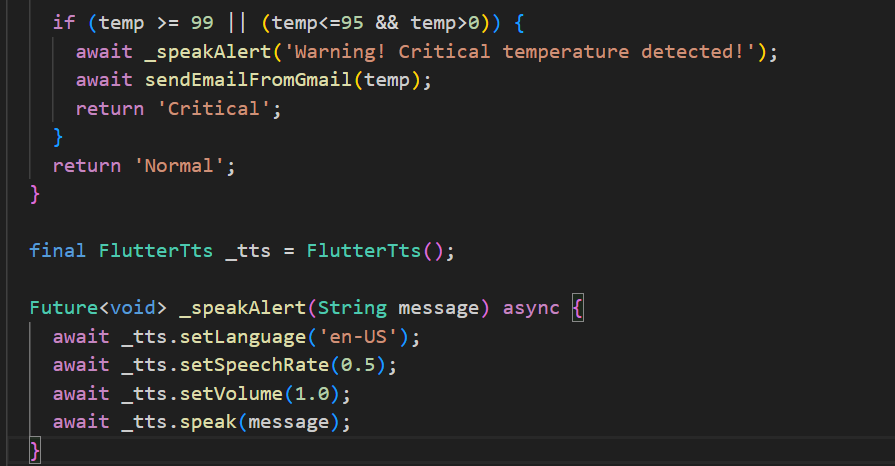 if (temp >= 99 || (temp<=95 && temp>0)) {
await _speakAlert('Warning! Critical temperature detected!');
await sendEmailFromGmail(temp);
return 'Critical';
}
return 'Normal';
}
final FlutterTts _tts = FlutterTts();
Future<void> _speakAlert(String message) async {
await _tts.setLanguage('en-US');
await _tts.setSpeechRate(0.5);
await _tts.setVolume(1.0);
await _tts.speak(message);
}